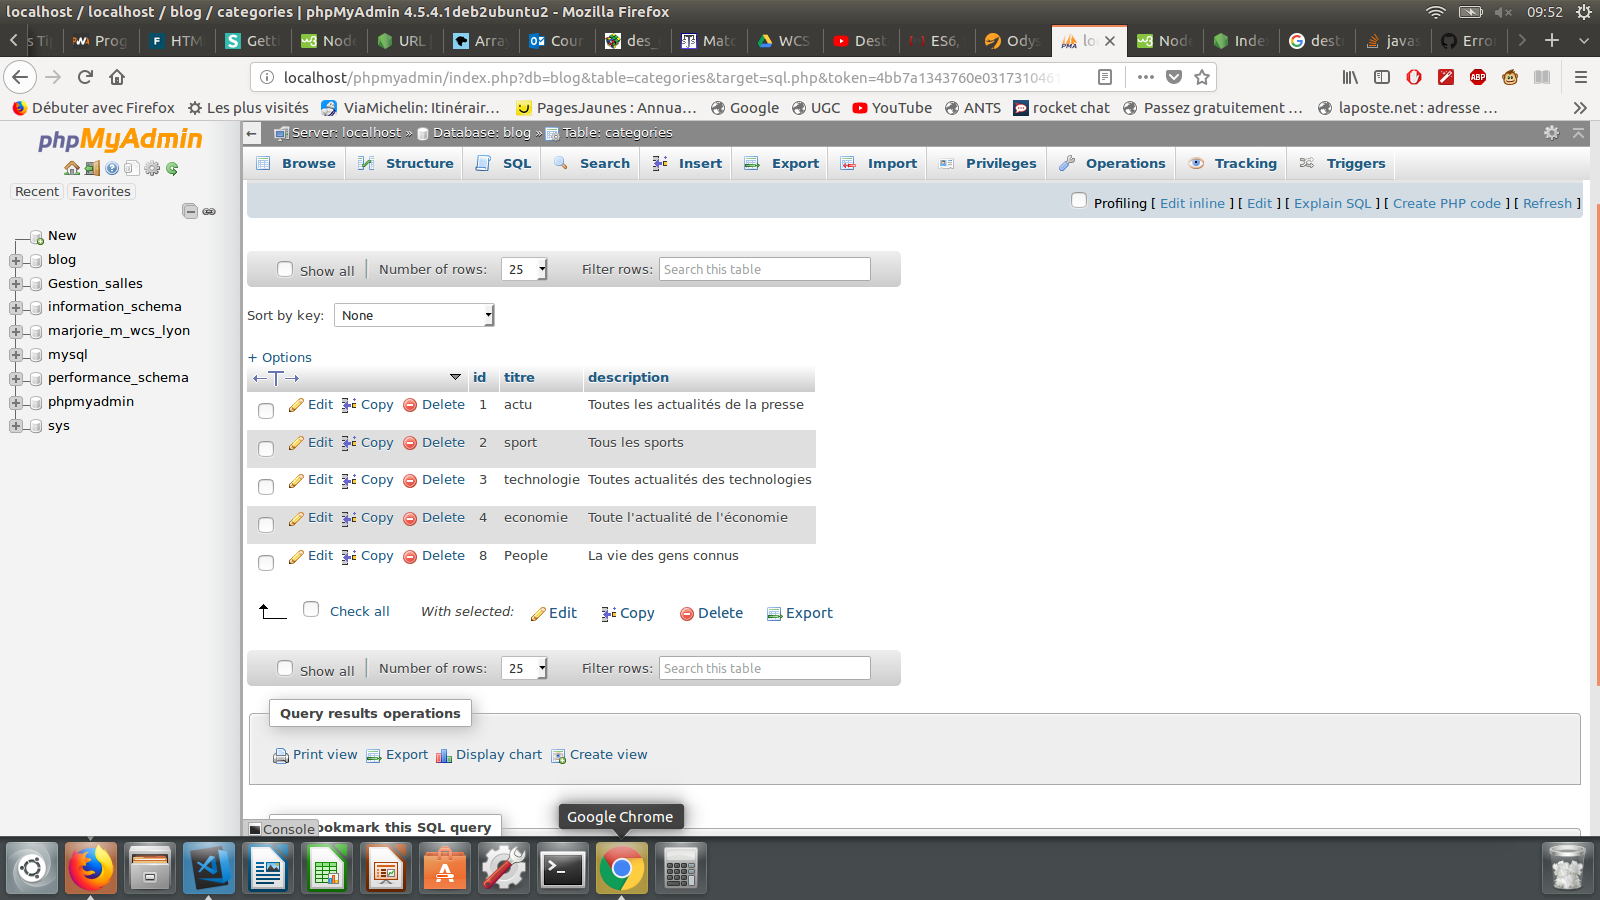 localhost / localhost / blog / categories | phpMyAdmin 4.5.4.1deb2ubuntu2 - Mozilla Firefox
09:52
s Ti
Prog
HTM
Getti
Node
URL
Array
Cour
des_
Matc
WCS
Dest
ES6,
Odys
lo
Node
Inde
destr
javas
Erro
localhost/phpmyadmin/index.php?db=blog&table=categories&target=sql.php&token=4bb7a1343760e0317310461
Débuter avec Firefox
Les plus visités
ViaMichelin: Itinérair…
PagesJaunes : Annua…
Google
UGC
YouTube
ANTS
rocket chat
Passez gratuitement …
laposte.net : adresse …
phpMyAdmin
Recent
Favorites
New
blog
Gestion_salles
information_schema
marjorie_m_wcs_lyon
mysql
performance_schema
phpmyadmin
sys
Server: localhost » Database: blog » Table: categories
Browse
Structure
SQL
Search
Insert
Export
Import
Privileges
Operations
Tracking
Triggers
Profiling [ Edit inline ] [ Edit ] [ Explain SQL ] [ Create PHP code ] [ Refresh ]
Show all | Number of rows: 25 Filter rows: Search this table
Sort by key: None
+ Options
id titre description
Edit Copy Delete 1 actu Toutes les actualités de la presse
Edit Copy Delete 2 sport Tous les sports
Edit Copy Delete 3 technologie Toutes actualités des technologies
Edit Copy Delete 4 economie Toute l'actualité de l'économie
Edit Copy Delete 8 People La vie des gens connus
Check all With selected: Edit Copy Delete Export
Show all | Number of rows: 25 Filter rows: Search this table
Query results operations
Print view Export Display chart Create view
Console
ookmark this SQL query
Google Chrome